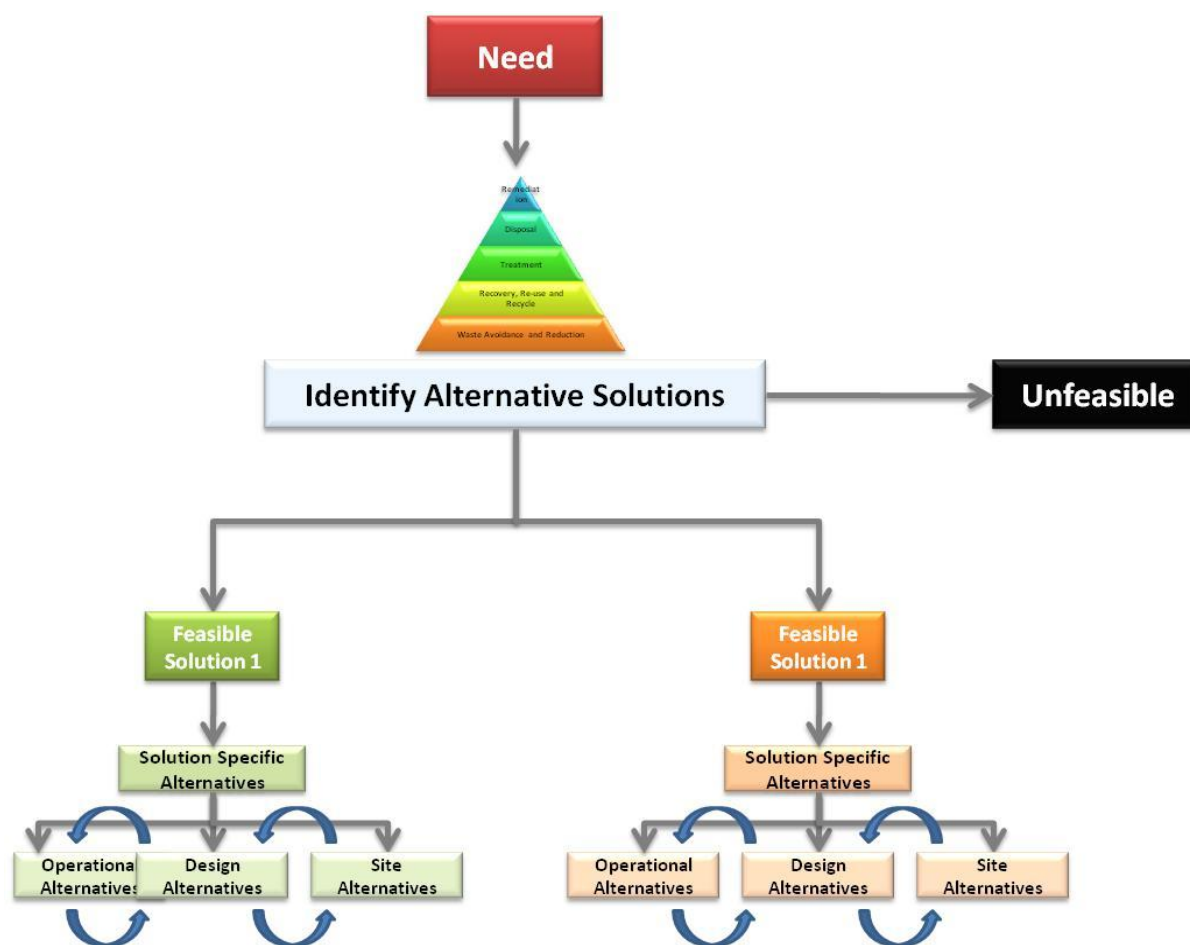 Need
Remediat
ion
Disposal
Treatment
Recovery, Re-use and
Recycle
Waste Avoidance and Reduction
Identify Alternative Solutions
Unfeasible
Feasible
Solution 1
Feasible
Solution 1
Solution Specific
Alternatives
Solution Specific
Alternatives
Operational
Alternatives
Design
Alternatives
Site
Alternatives
Operational
Alternatives
Design
Alternatives
Site
Alternatives